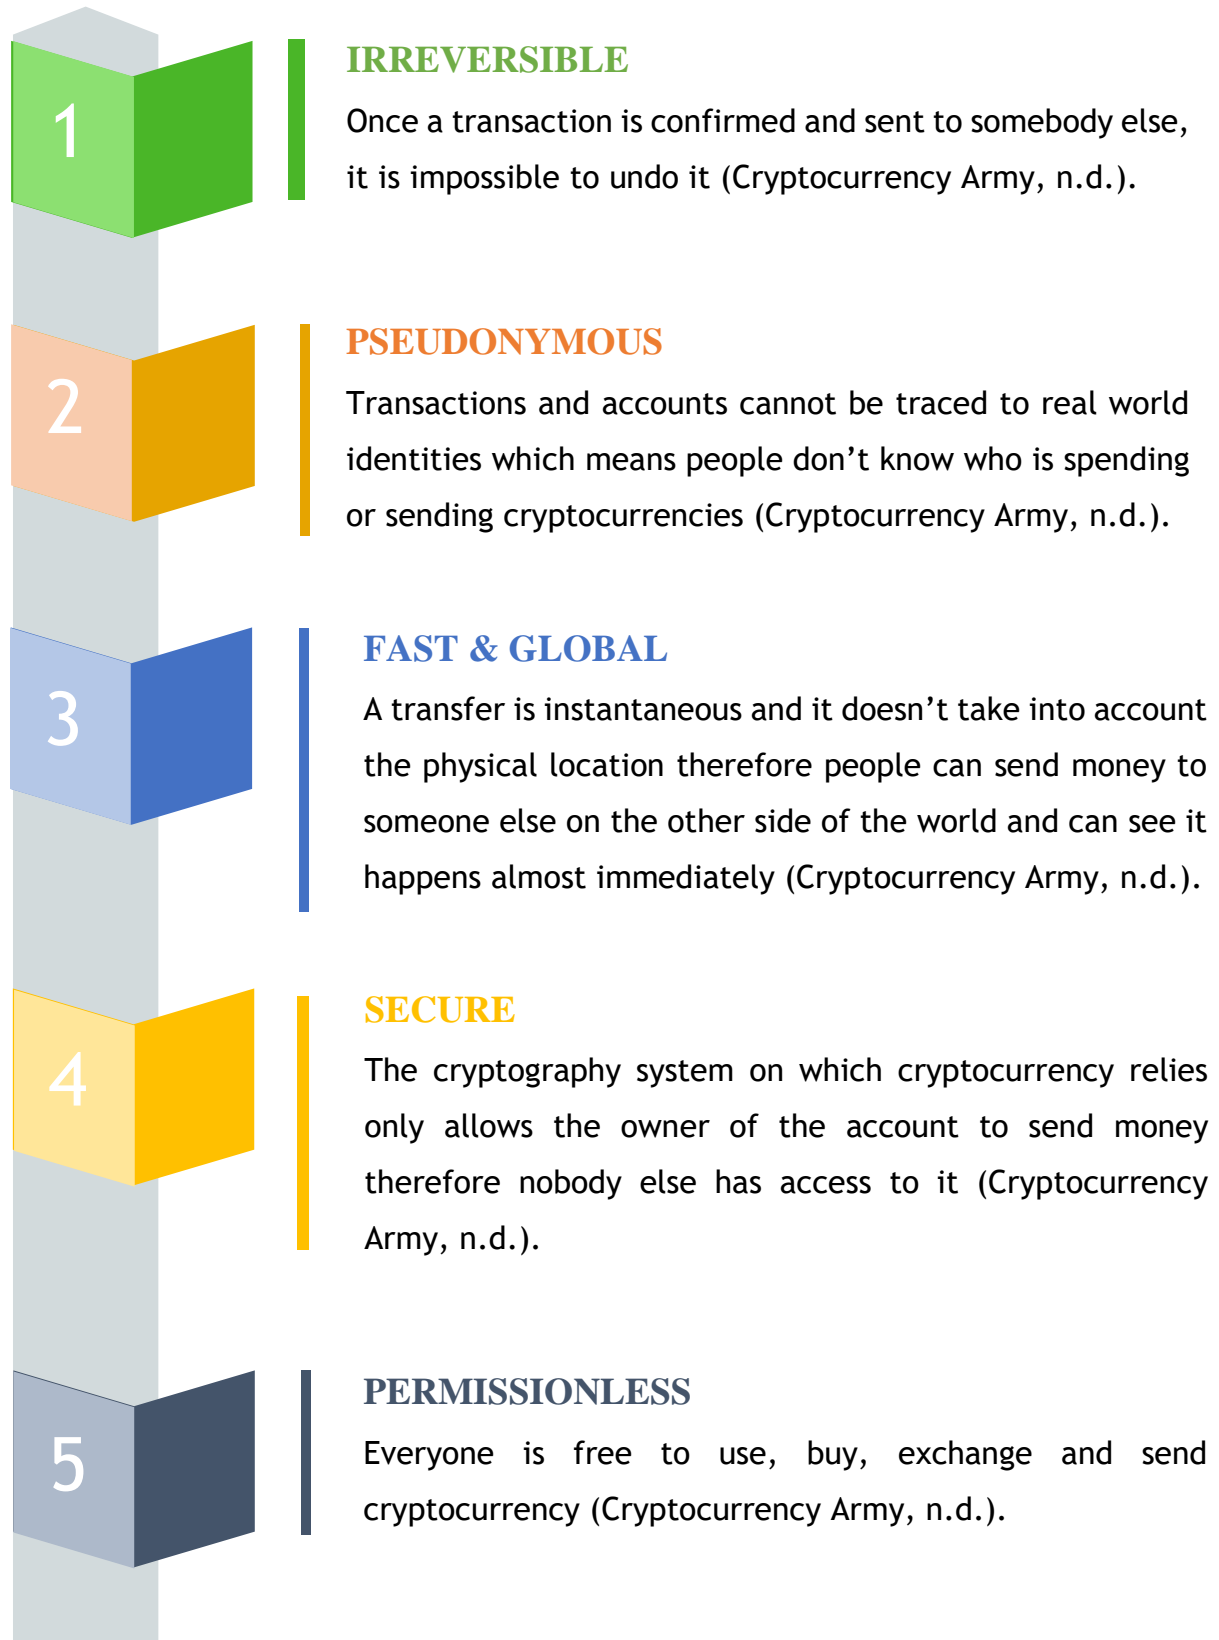 1
IRREVERSIBLE
Once a transaction is confirmed and sent to somebody else,
it is impossible to undo it (Cryptocurrency Army, n.d.).
2
PSEUDONYMOUS
Transactions and accounts cannot be traced to real world
identities which means people don’t know who is spending
or sending cryptocurrencies (Cryptocurrency Army, n.d.).
3
FAST & GLOBAL
A transfer is instantaneous and it doesn’t take into account
the physical location therefore people can send money to
someone else on the other side of the world and can see it
happens almost immediately (Cryptocurrency Army, n.d.).
4
SECURE
The cryptography system on which cryptocurrency relies
only allows the owner of the account to send money
therefore nobody else has access to it (Cryptocurrency
Army, n.d.).
5
PERMISSIONLESS
Everyone is free to use, buy, exchange and send
cryptocurrency (Cryptocurrency Army, n.d.).